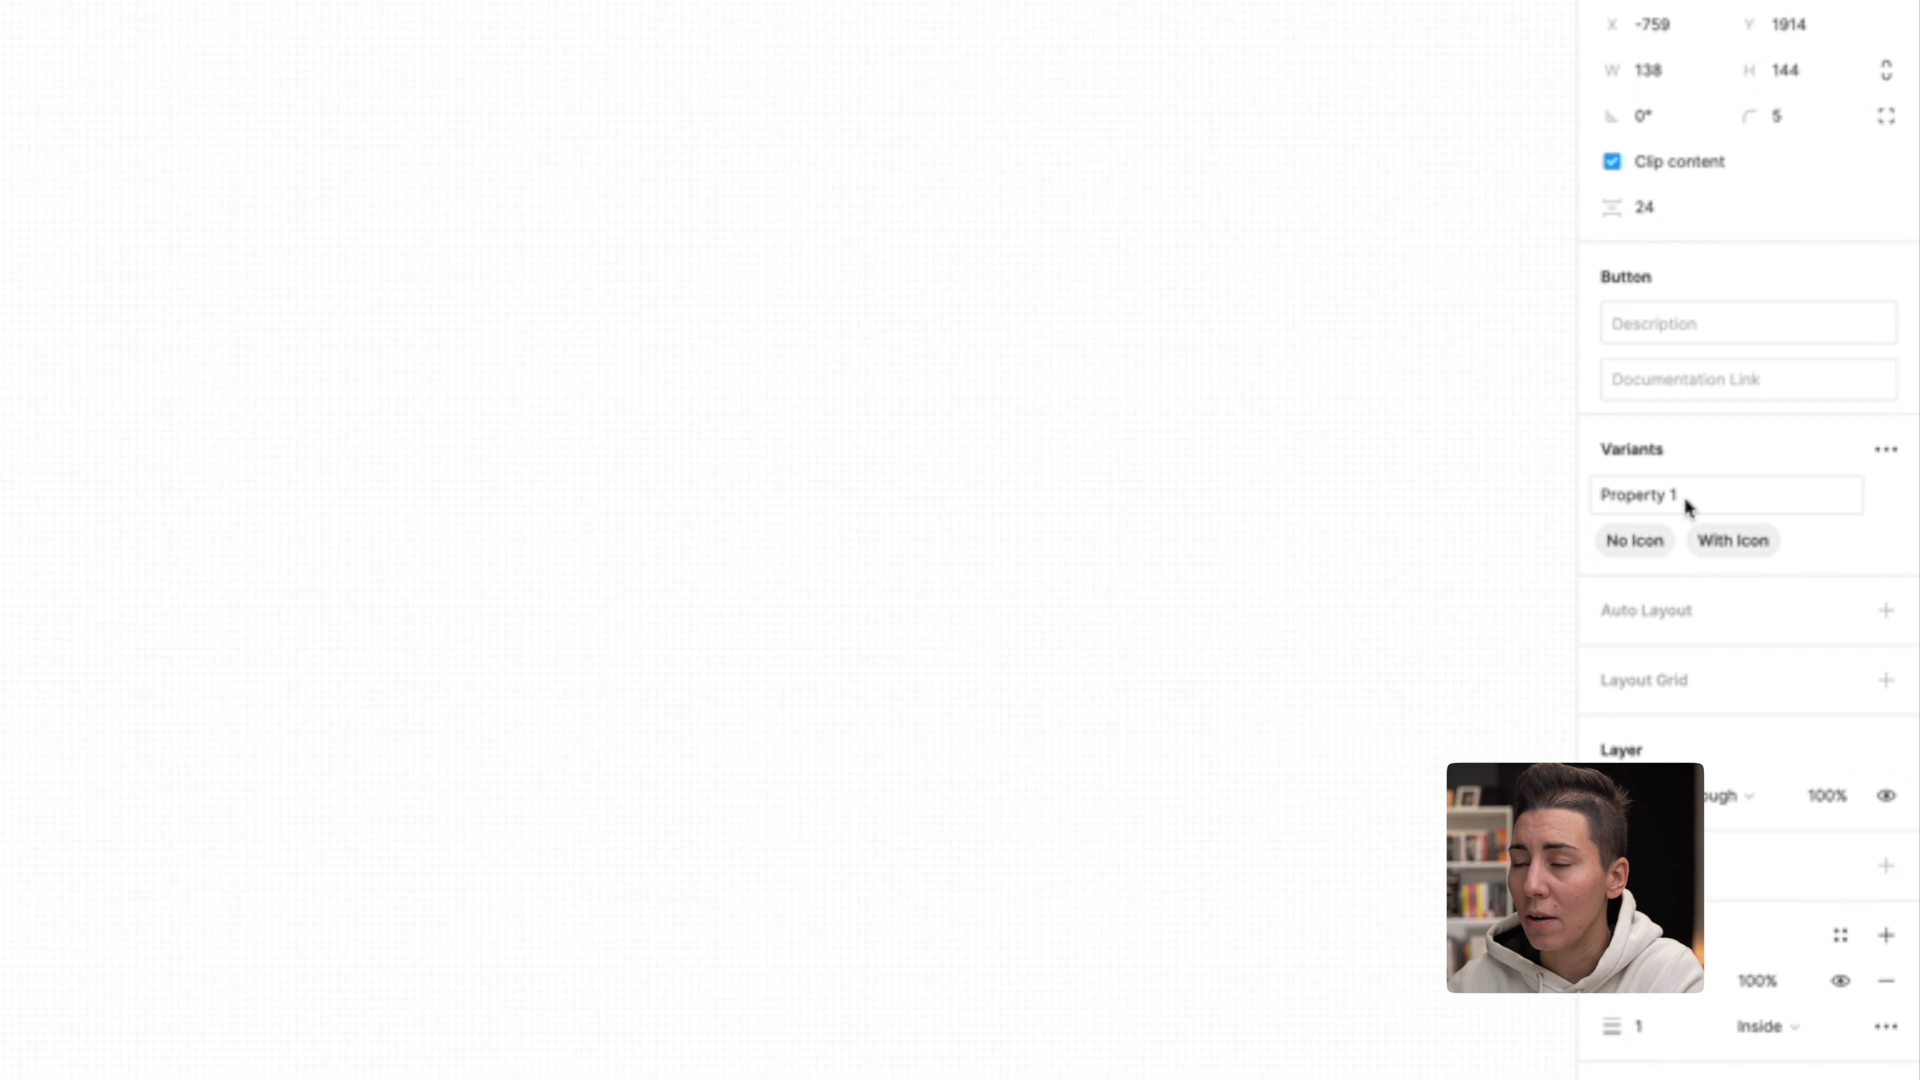 X -759 Y 1914
W 138 H 144
0° 5
Clip content
24
Button
Description
Documentation Link
Variants
Property 1
No Icon With Icon
Auto Layout
Layout Grid
Layer
ough 100%
100%
1 Inside